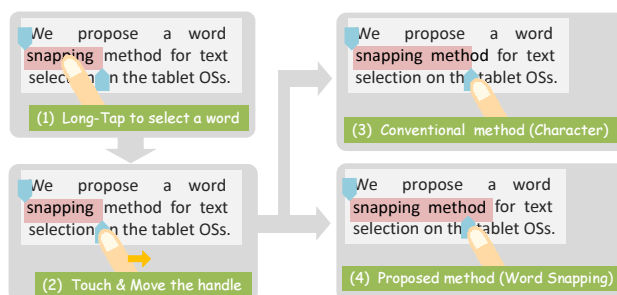 We propose a word
snapping method for text
selection on the tablet OSs.
(1) Long-Tap to select a word
We propose a word
snapping method for text
selection on the tablet OSs.
(2) Touch & Move the handle
We propose a word
snapping method for text
selection on the tablet OSs.
(3) Conventional method (Character)
We propose a word
snapping method for text
selection on the tablet OSs.
(4) Proposed method (Word Snapping)